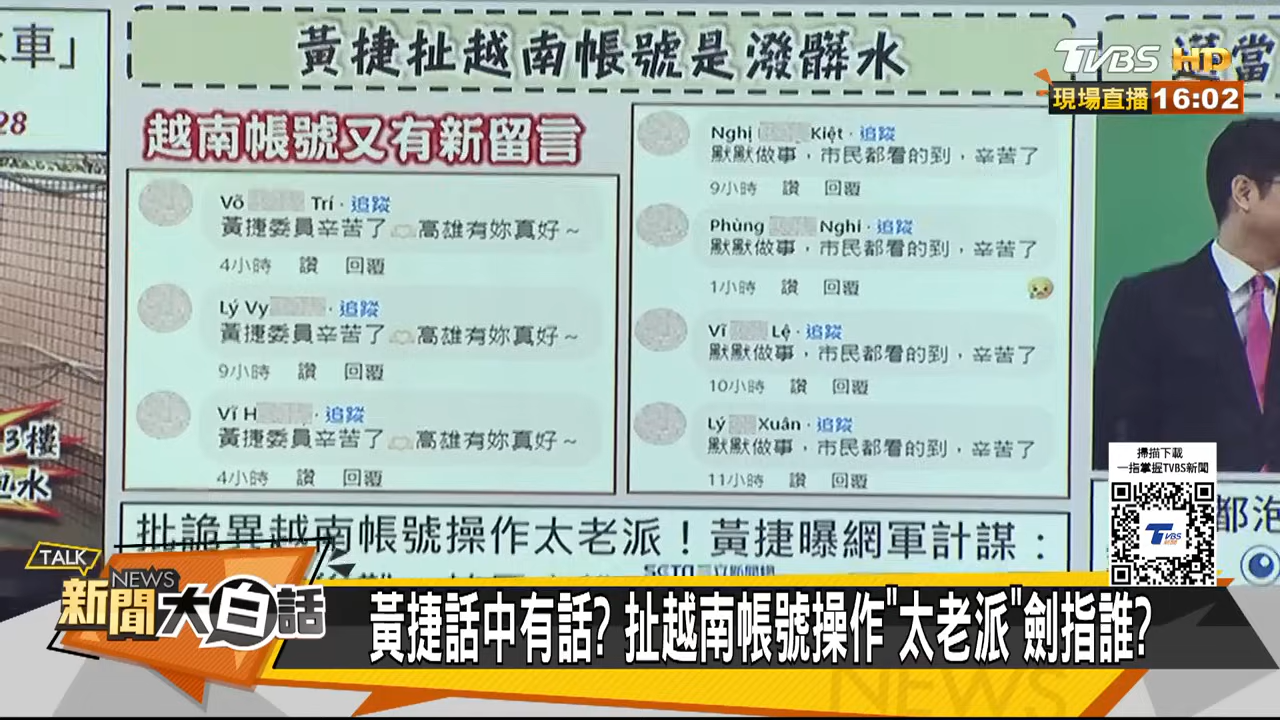 黃捷扯越南帳號是潑髒水
TVBS HD
現場直播 16:02
車」
28
越南帳號又有新留言
Võ Trí · 追蹤
黃捷委員辛苦了🫶高雄有妳真好~
4小時 讚 回覆
Lý Vy · 追蹤
黃捷委員辛苦了🫶高雄有妳真好~
9小時 讚 回覆
Vĩ H · 追蹤
黃捷委員辛苦了🫶高雄有妳真好~
4小時 讚 回覆
Nghị Kiệt · 追蹤
默默做事，市民都看的到，辛苦了
9小時 讚 回覆
Phùng Nghi · 追蹤
默默做事，市民都看的到，辛苦了
1小時 讚 回覆
Vĩ Lệ · 追蹤
默默做事，市民都看的到，辛苦了
10小時 讚 回覆
Lý Xuân · 追蹤
默默做事，市民都看的到，辛苦了
11小時 讚 回覆
3樓
水
掃描下載
一指掌握TVBS新聞
TVBS
都泡
批詭異越南帳號操作太老派！黃捷曝網軍計謀：
TALK
NEWS
新聞大白話
黃捷話中有話? 扯越南帳號操作"太老派"劍指誰?
NEWS